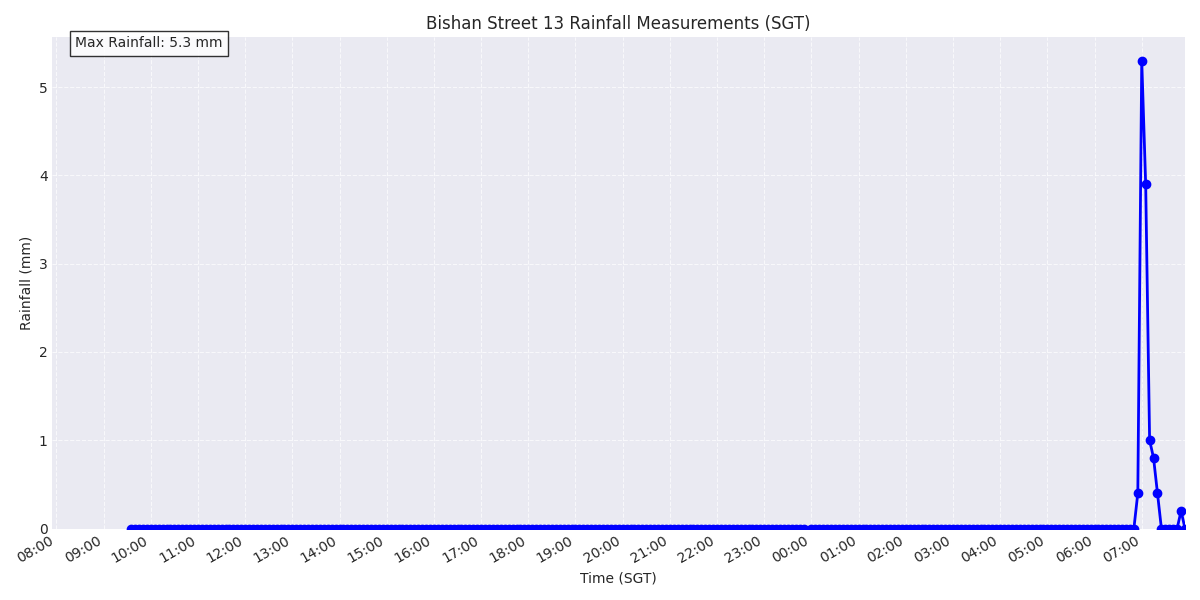 Bishan Street 13 Rainfall Measurements (SGT)
Max Rainfall: 5.3 mm
Rainfall (mm)
5
4
3
2
1
0
08:00 09:00 10:00 11:00 12:00 13:00 14:00 15:00 16:00 17:00 18:00 19:00 20:00 21:00 22:00 23:00 00:00 01:00 02:00 03:00 04:00 05:00 06:00 07:00
Time (SGT)